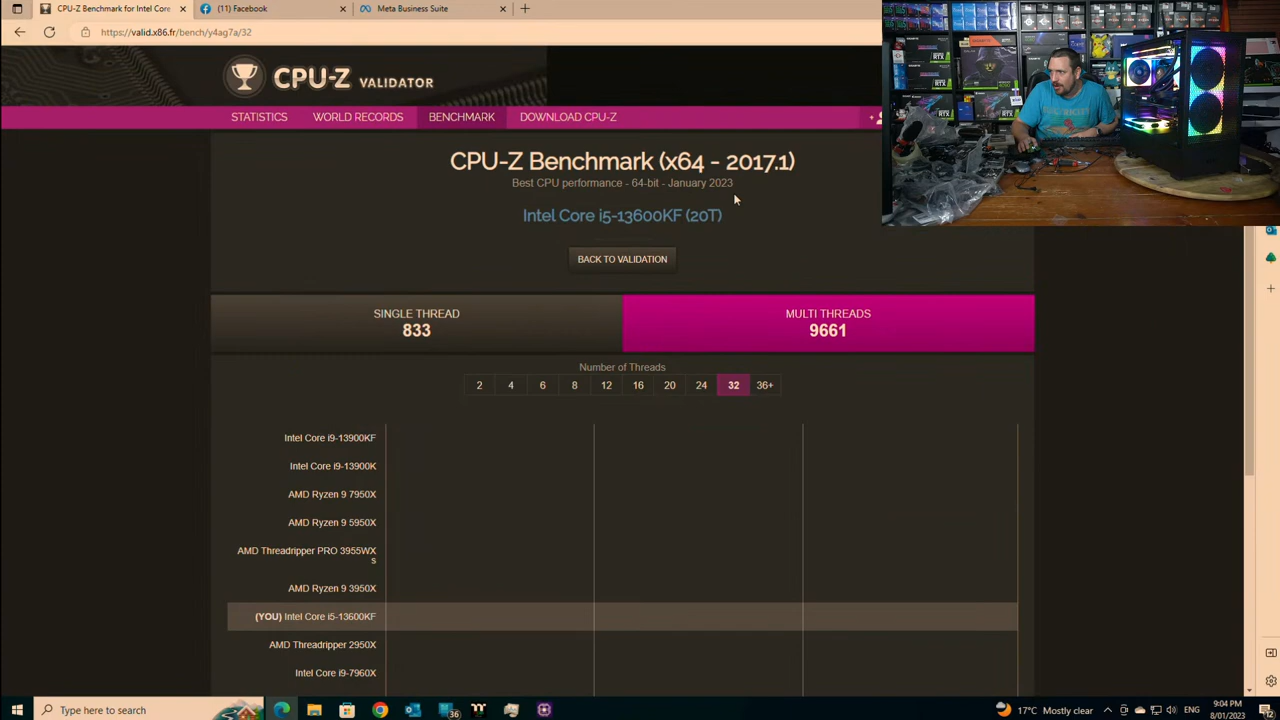 CPU-Z Benchmark for Intel Core
(11) Facebook
Meta Business Suite
https://valid.x86.fr/bench/y4ag7a/32
CPU-Z VALIDATOR
STATISTICS
WORLD RECORDS
BENCHMARK
DOWNLOAD CPU-Z
CPU-Z Benchmark (x64 - 2017.1)
Best CPU performance - 64-bit - January 2023
Intel Core i5-13600KF (20T)
BACK TO VALIDATION
SINGLE THREAD
833
MULTI THREADS
9661
Number of Threads
2 4 6 8 12 16 20 24 32 36+
Intel Core i9-13900KF
Intel Core i9-13900K
AMD Ryzen 9 7950X
AMD Ryzen 9 5950X
AMD Threadripper PRO 3955WX
s
AMD Ryzen 9 3950X
(YOU) Intel Core i5-13600KF
AMD Threadripper 2950X
Intel Core i9-7960X
Type here to search
36
17°C Mostly clear
9:04 PM
8/01/2023